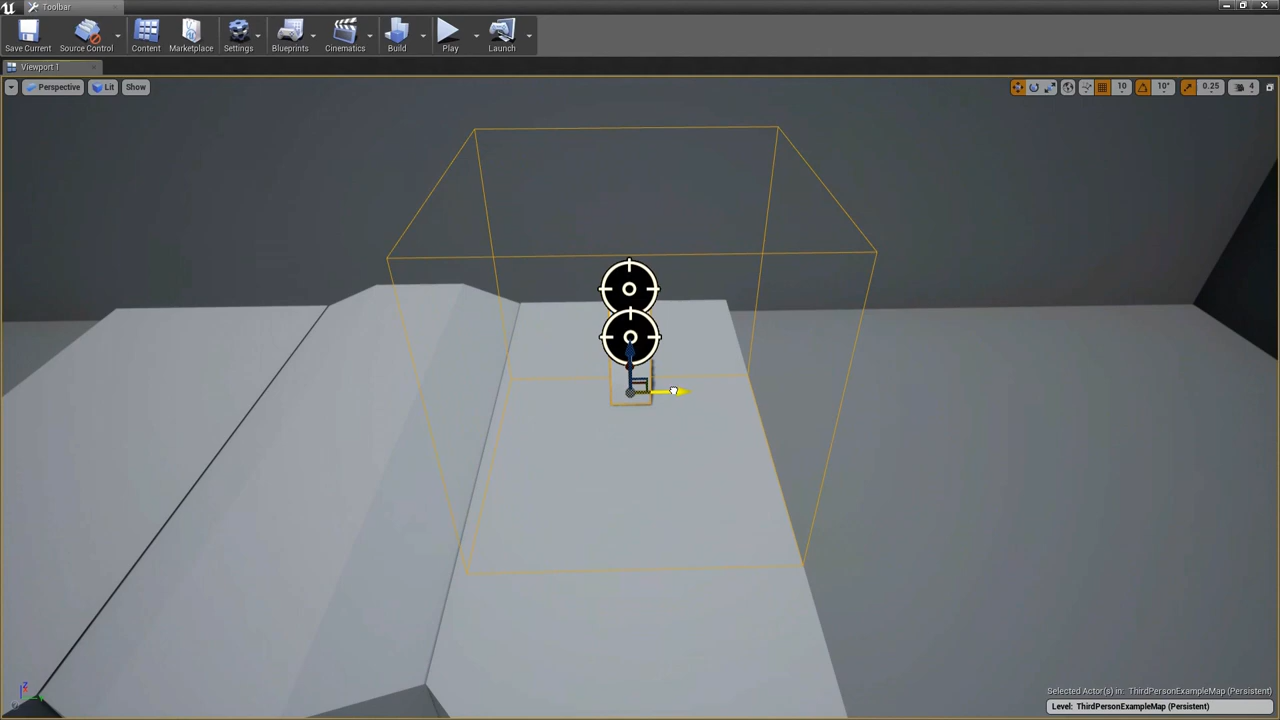 Toolbar
Save Current
Source Control
Content
Marketplace
Settings
Blueprints
Cinematics
Build
Play
Launch
Viewport 1
Perspective
Lit
Show
10
10°
0.25
4
Z
Selected Actor(s) in: ThirdPersonExampleMap (Persistent)
Level: ThirdPersonExampleMap (Persistent)